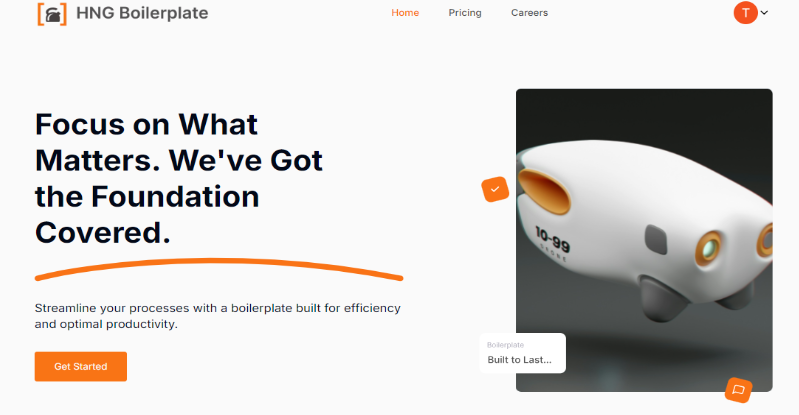 HNG Boilerplate
Home Pricing Careers
T
Focus on What
Matters. We've Got
the Foundation
Covered.
Streamline your processes with a boilerplate built for efficiency
and optimal productivity.
Get Started
10-99
Boilerplate
Built to Last...